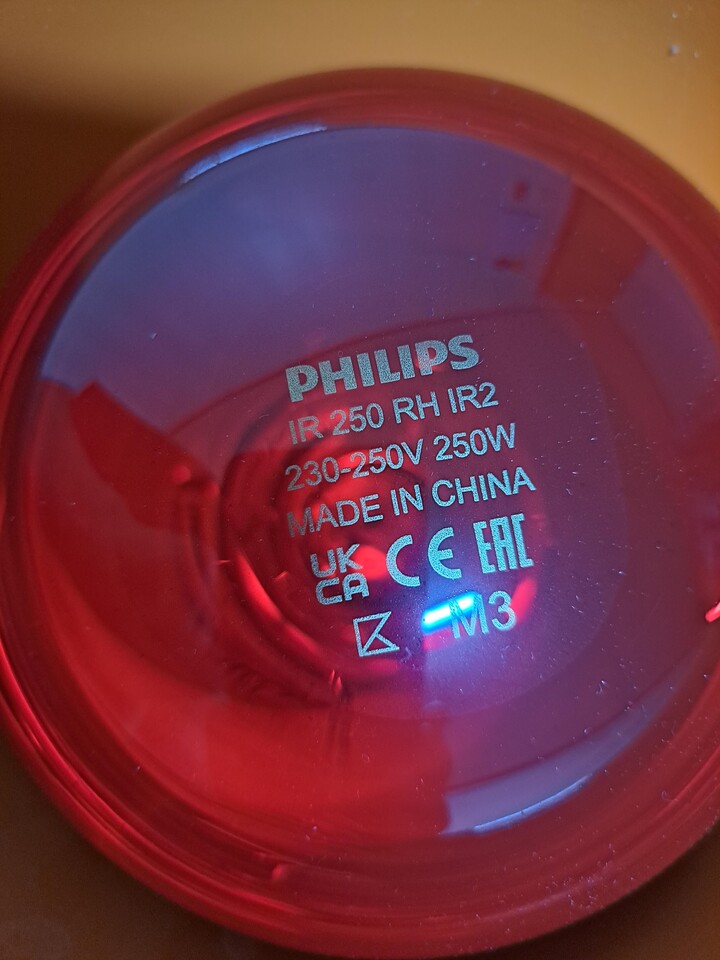 PHILIPS
IR 250 RH IR2
230-250V 250W
MADE IN CHINA
UK
CA CE EAC
M3